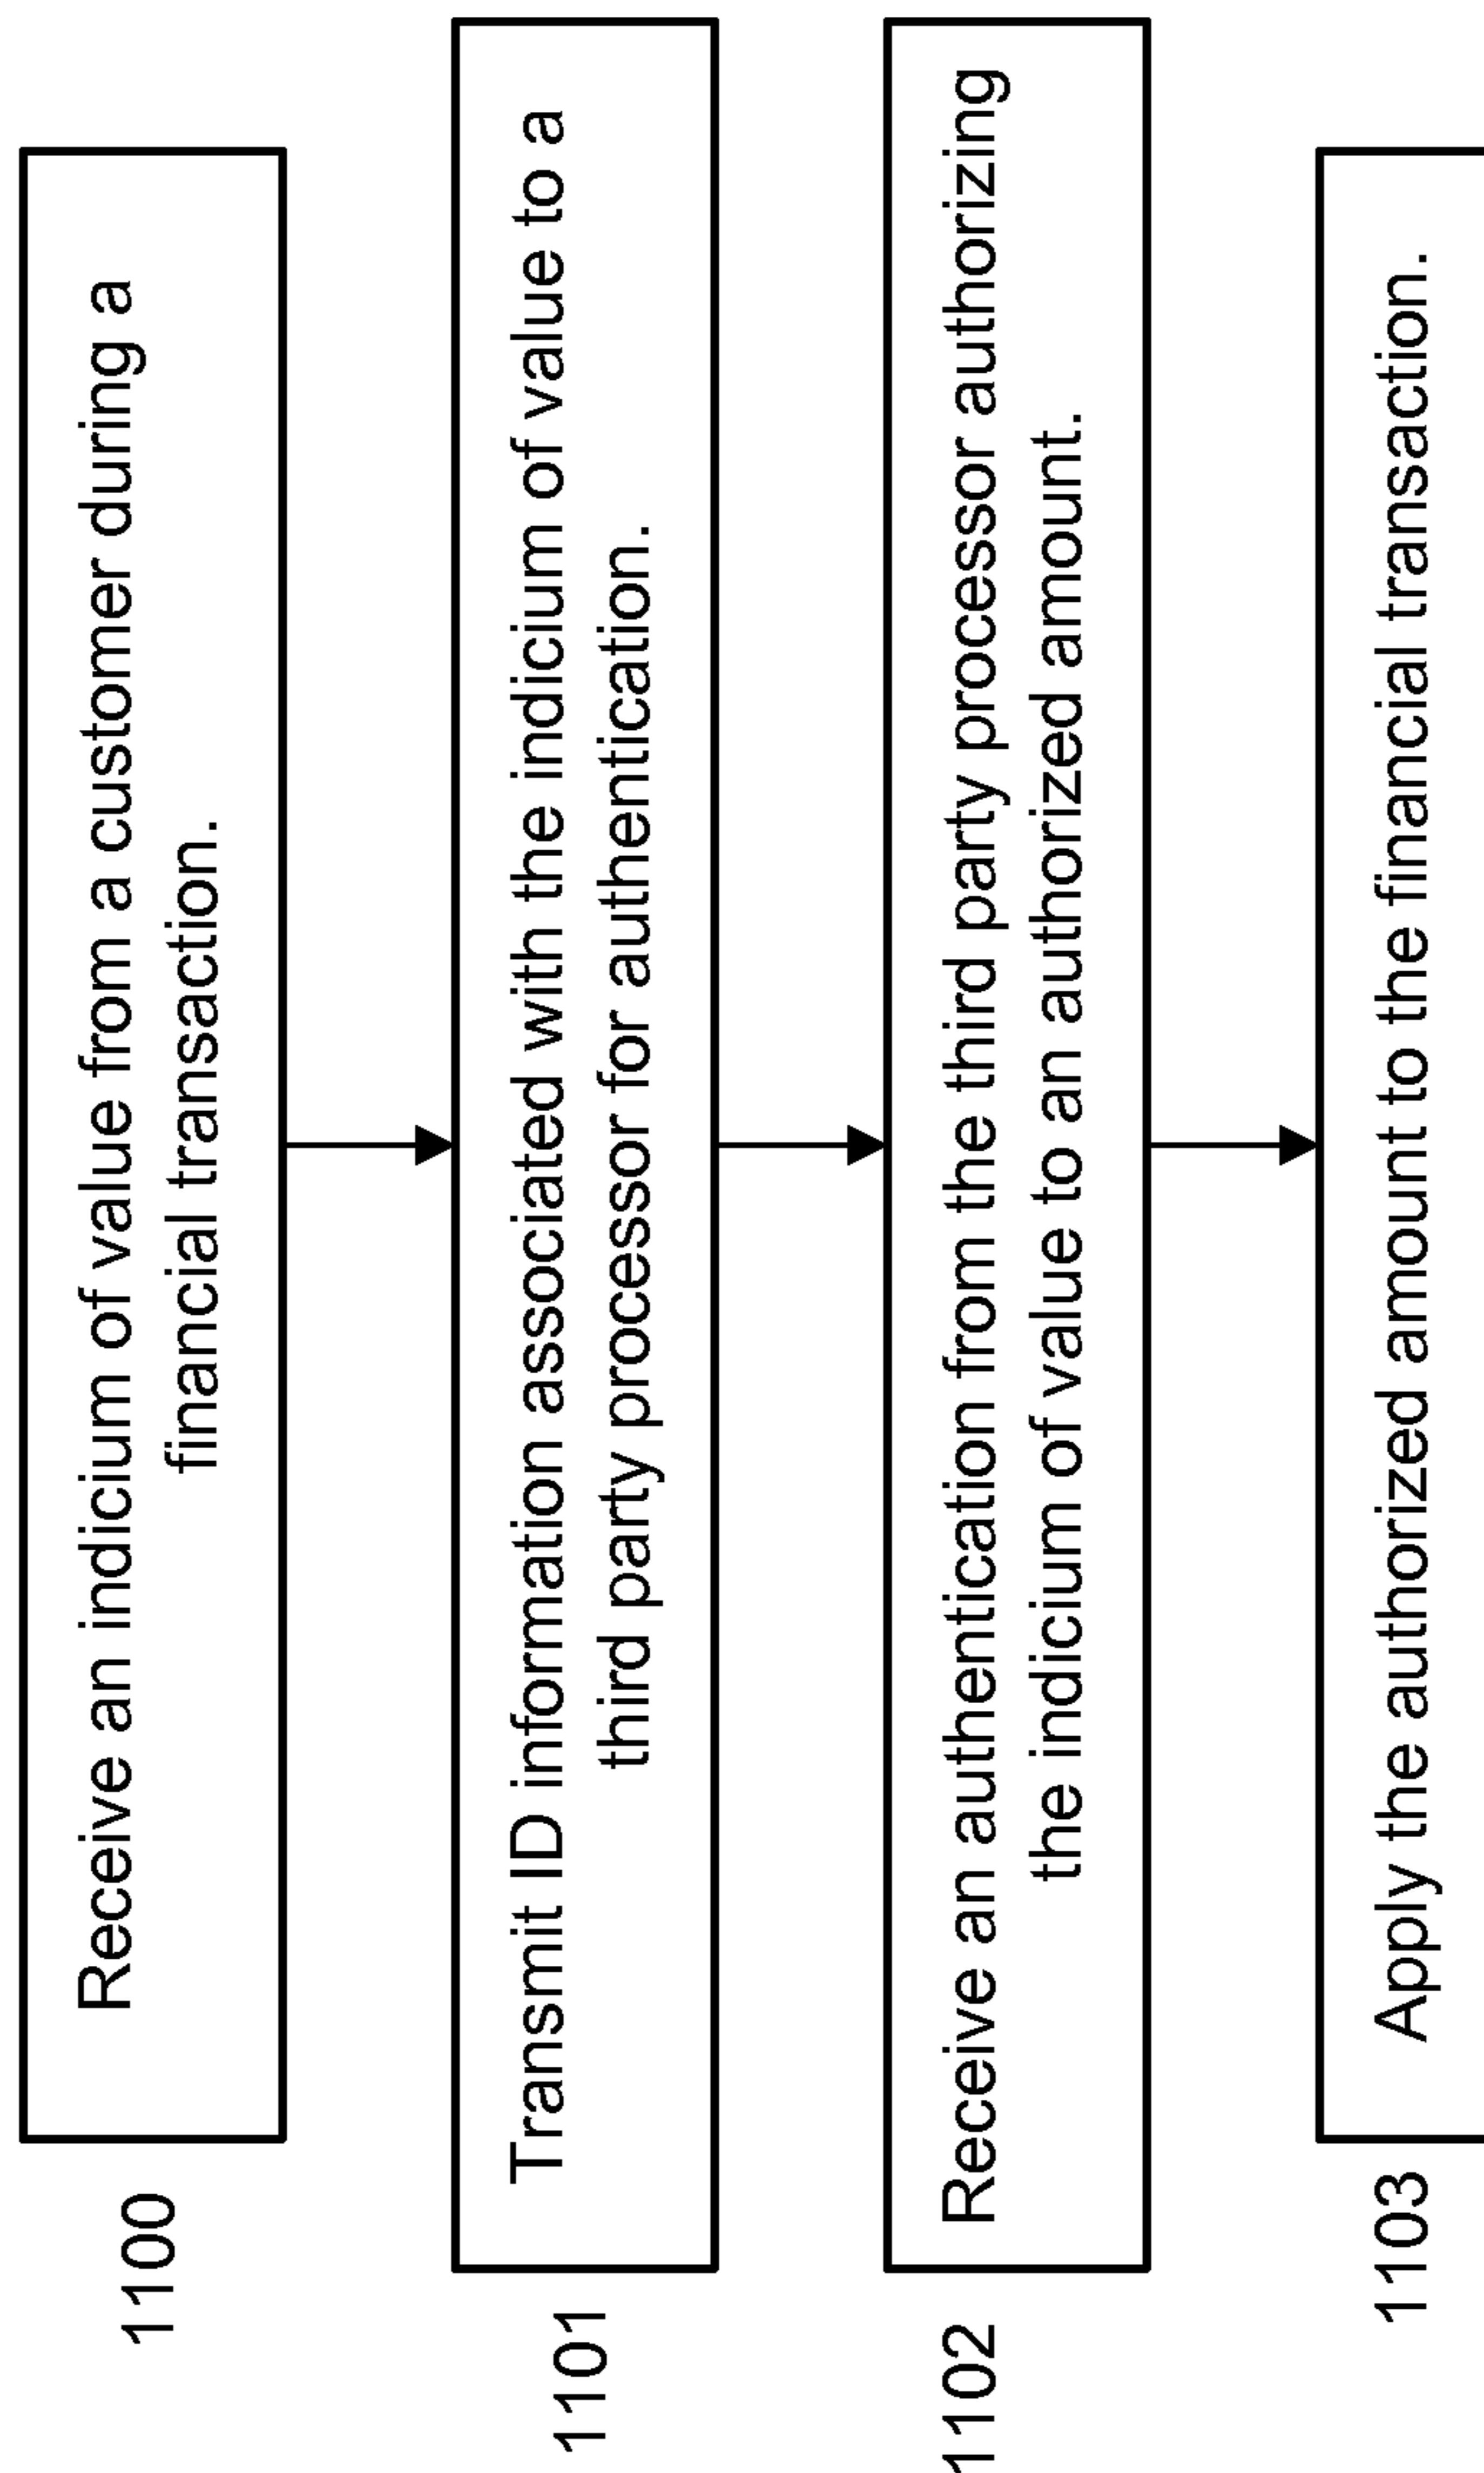 1100
Receive an indicium of value from a customer during a
financial transaction.
1101
Transmit ID information associated with the indicium of value to a
third party processor for authentication.
1102
Receive an authentication from the third party processor authorizing
the indicium of value to an authorized amount.
1103
Apply the authorized amount to the financial transaction.